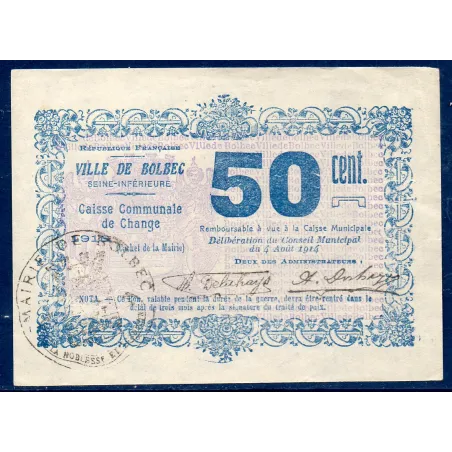 RÉPUBLIQUE FRANÇAISE
VILLE DE BOLBEC
SEINE-INFÉRIEURE
Caisse Communale
de Change
(Cachet de la Mairie)
50 cent.
Remboursable à vue à la Caisse Municipale
Délibération du Conseil Municipal
du 5 Août 1914
DEUX DES ADMINISTRATEURS :
NOTA. Ce bon, valable pendant la durée de la guerre, devra être rentré dans le
délai de trois mois après la signature du traité de paix.
MAIRIE DE BOLBEC
LA NOBLESSE ET